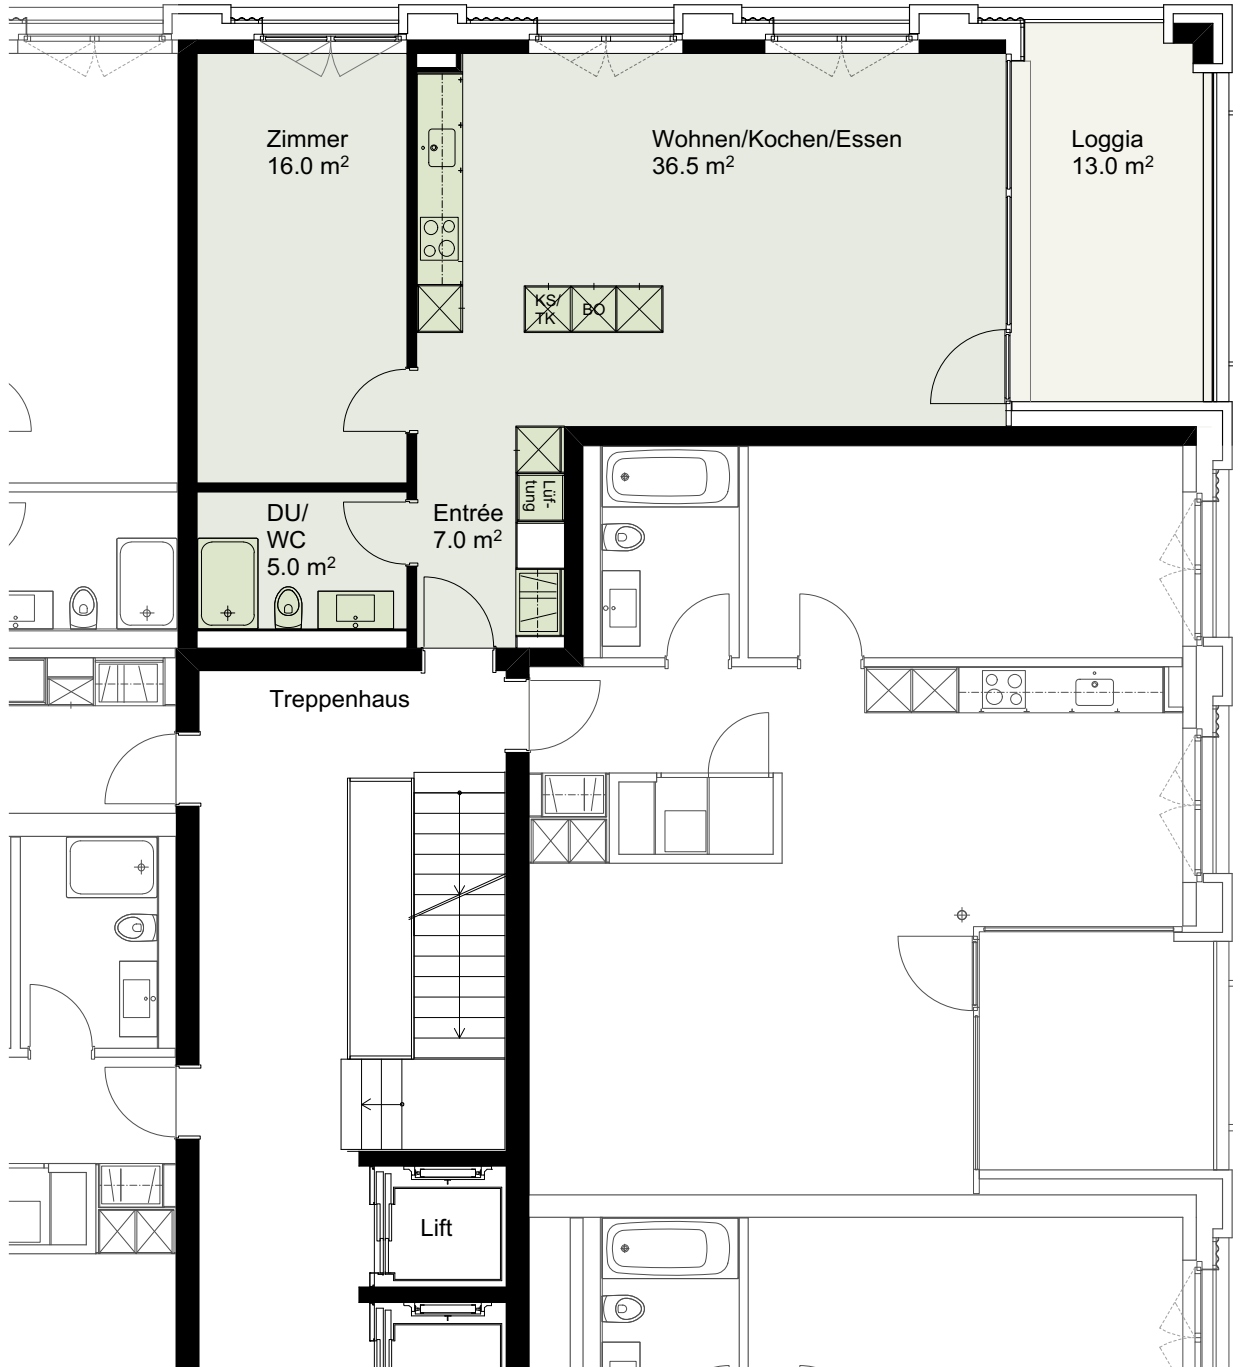 Zimmer
16.0 m²
Wohnen/Kochen/Essen
36.5 m²
Loggia
13.0 m²
KS/
TK
BO
Lüf-
tung
DU/
WC
5.0 m²
Entrée
7.0 m²
Treppenhaus
Lift